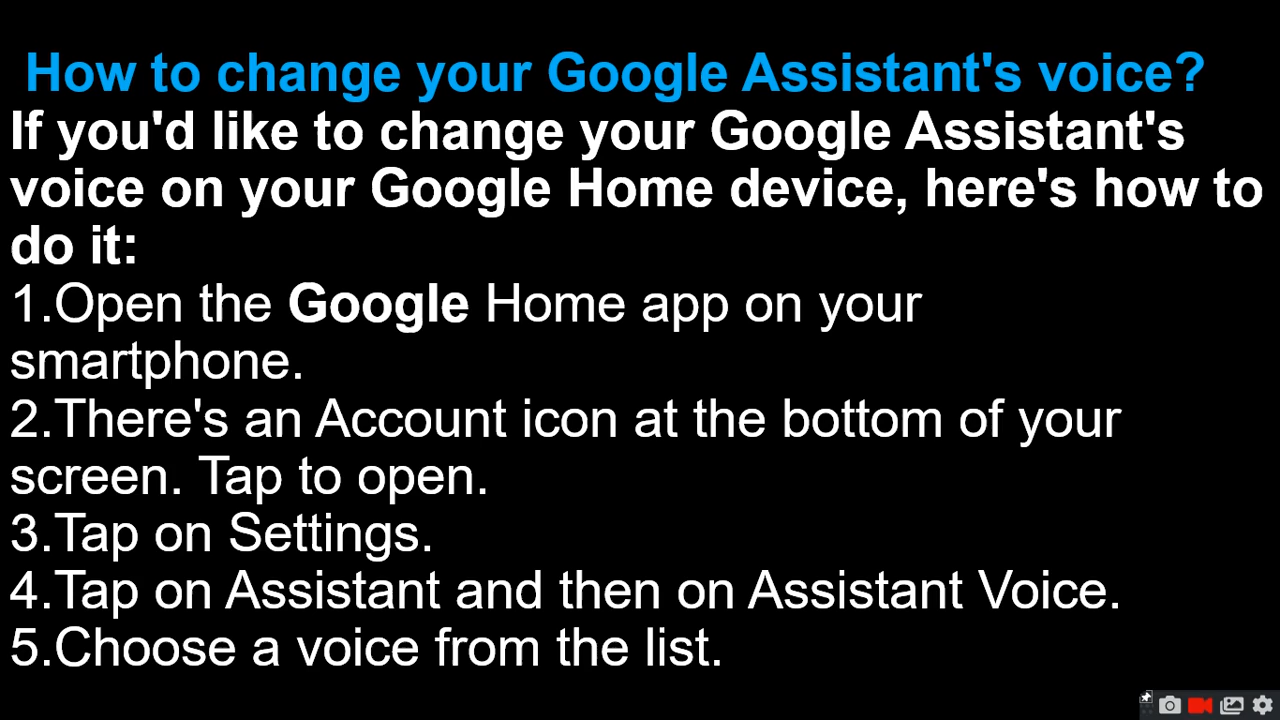 How to change your Google Assistant's voice?
If you'd like to change your Google Assistant's
voice on your Google Home device, here's how to
do it:
1.Open the Google Home app on your
smartphone.
2.There's an Account icon at the bottom of your
screen. Tap to open.
3.Tap on Settings.
4.Tap on Assistant and then on Assistant Voice.
5.Choose a voice from the list.